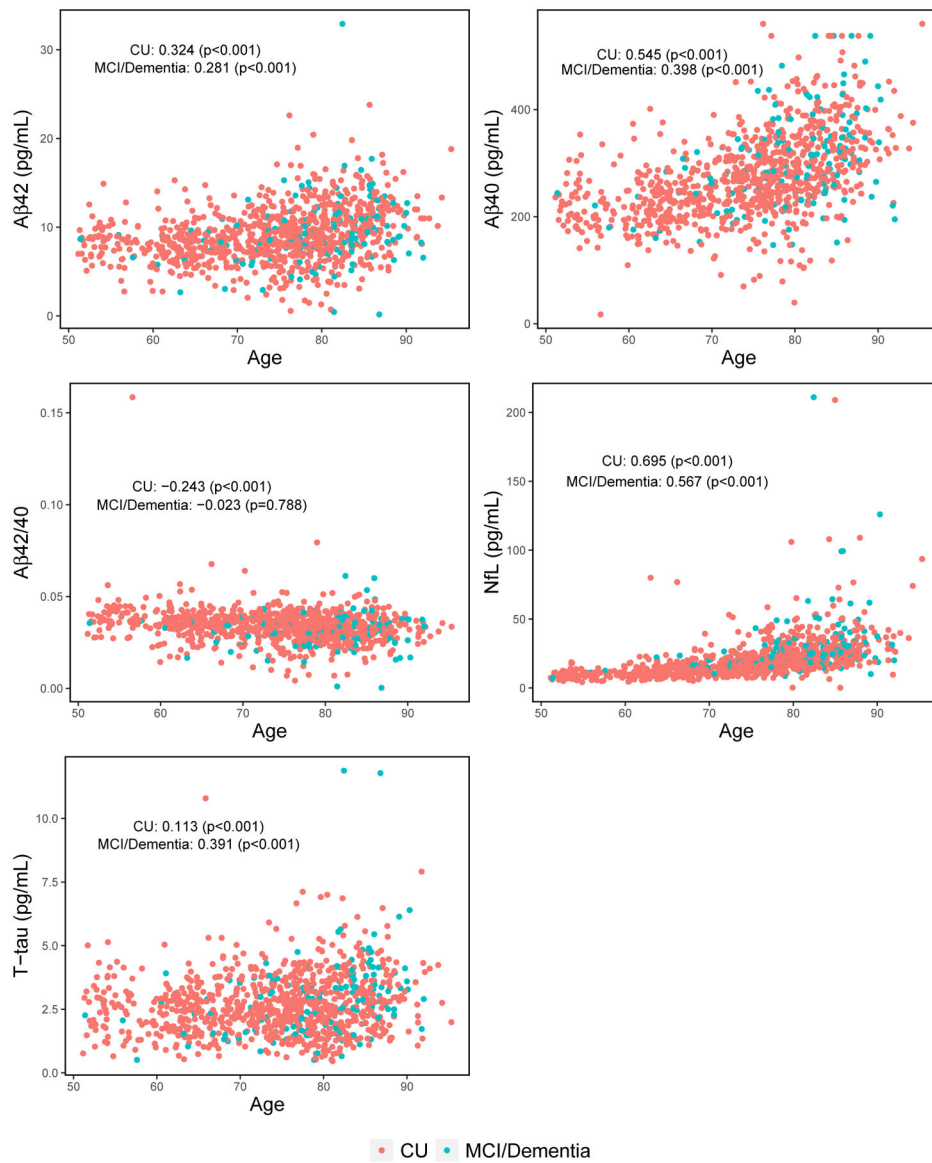 Aβ42 (pg/mL)
30
20
10
0
CU: 0.324 (p<0.001)
MCI/Dementia: 0.281 (p<0.001)
50 60 70 80 90
Age
Aβ40 (pg/mL)
400
200
0
CU: 0.545 (p<0.001)
MCI/Dementia: 0.398 (p<0.001)
50 60 70 80 90
Age
Aβ42/40
0.15
0.10
0.05
0.00
CU: −0.243 (p<0.001)
MCI/Dementia: −0.023 (p=0.788)
50 60 70 80 90
Age
NfL (pg/mL)
200
150
100
50
0
CU: 0.695 (p<0.001)
MCI/Dementia: 0.567 (p<0.001)
50 60 70 80 90
Age
T−tau (pg/mL)
10.0
7.5
5.0
2.5
0.0
CU: 0.113 (p<0.001)
MCI/Dementia: 0.391 (p<0.001)
50 60 70 80 90
Age
CU MCI/Dementia